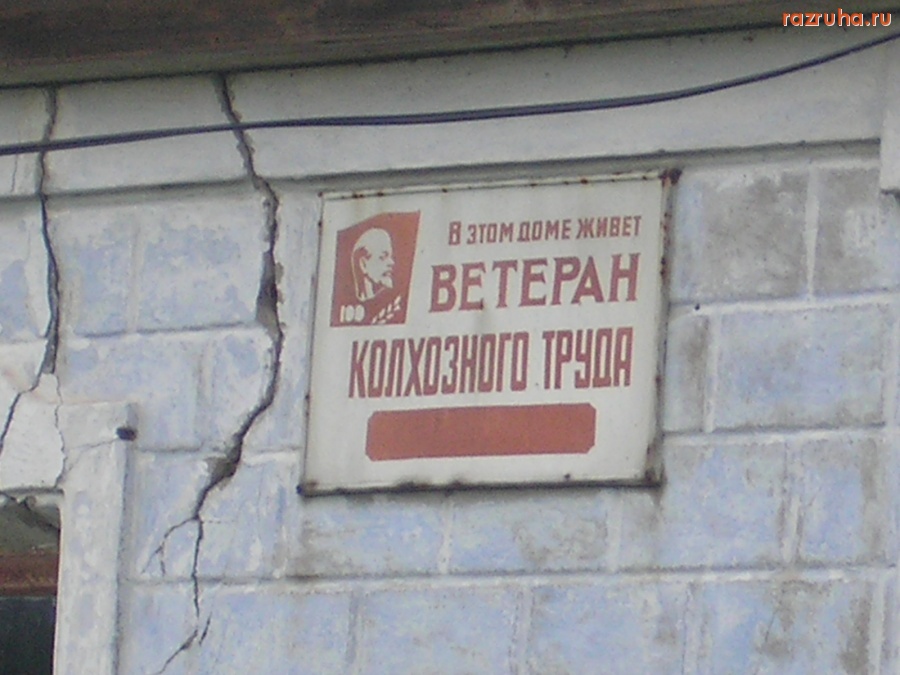 razruha.ru
В ЭТОМ ДОМЕ ЖИВЕТ
ВЕТЕРАН
100
КОЛХОЗНОГО ТРУДА